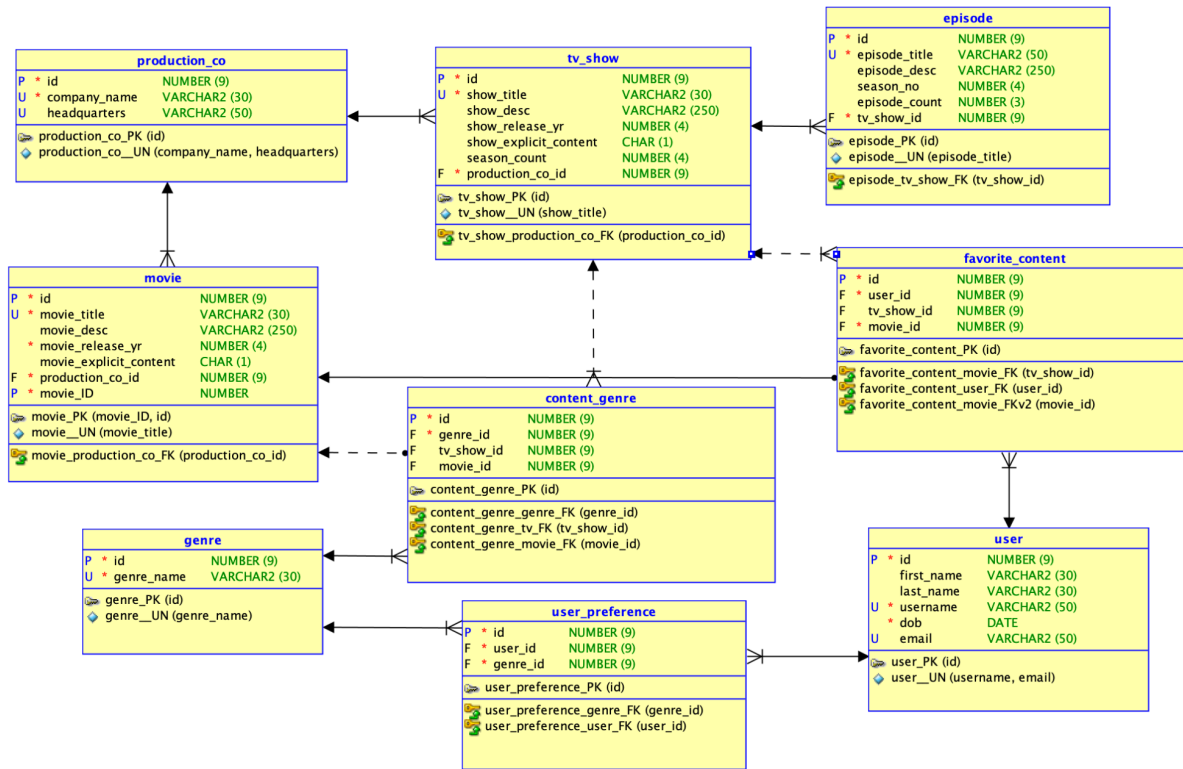 production_co
P * id NUMBER (9)
U * company_name VARCHAR2 (30)
U headquarters VARCHAR2 (50)
production_co_PK (id)
production_co__UN (company_name, headquarters)
tv_show
P * id NUMBER (9)
U * show_title VARCHAR2 (30)
show_desc VARCHAR2 (250)
show_release_yr NUMBER (4)
show_explicit_content CHAR (1)
season_count NUMBER (4)
F * production_co_id NUMBER (9)
tv_show_PK (id)
tv_show__UN (show_title)
tv_show_production_co_FK (production_co_id)
episode
P * id NUMBER (9)
U * episode_title VARCHAR2 (50)
episode_desc VARCHAR2 (250)
season_no NUMBER (4)
episode_count NUMBER (3)
F * tv_show_id NUMBER (9)
episode_PK (id)
episode__UN (episode_title)
episode_tv_show_FK (tv_show_id)
movie
P * id NUMBER (9)
U * movie_title VARCHAR2 (30)
movie_desc VARCHAR2 (250)
* movie_release_yr NUMBER (4)
movie_explicit_content CHAR (1)
F * production_co_id NUMBER (9)
P * movie_ID NUMBER
movie_PK (movie_ID, id)
movie__UN (movie_title)
movie_production_co_FK (production_co_id)
favorite_content
P * id NUMBER (9)
F * user_id NUMBER (9)
F tv_show_id NUMBER (9)
F * movie_id NUMBER (9)
favorite_content_PK (id)
favorite_content_movie_FK (tv_show_id)
favorite_content_user_FK (user_id)
favorite_content_movie_FKv2 (movie_id)
content_genre
P * id NUMBER (9)
F * genre_id NUMBER (9)
F tv_show_id NUMBER (9)
F movie_id NUMBER (9)
content_genre_PK (id)
content_genre_genre_FK (genre_id)
content_genre_tv_FK (tv_show_id)
content_genre_movie_FK (movie_id)
genre
P * id NUMBER (9)
U * genre_name VARCHAR2 (30)
genre_PK (id)
genre__UN (genre_name)
user_preference
P * id NUMBER (9)
F * user_id NUMBER (9)
F * genre_id NUMBER (9)
user_preference_PK (id)
user_preference_genre_FK (genre_id)
user_preference_user_FK (user_id)
user
P * id NUMBER (9)
first_name VARCHAR2 (30)
last_name VARCHAR2 (30)
U * username VARCHAR2 (50)
* dob DATE
U email VARCHAR2 (50)
user_PK (id)
user__UN (username, email)